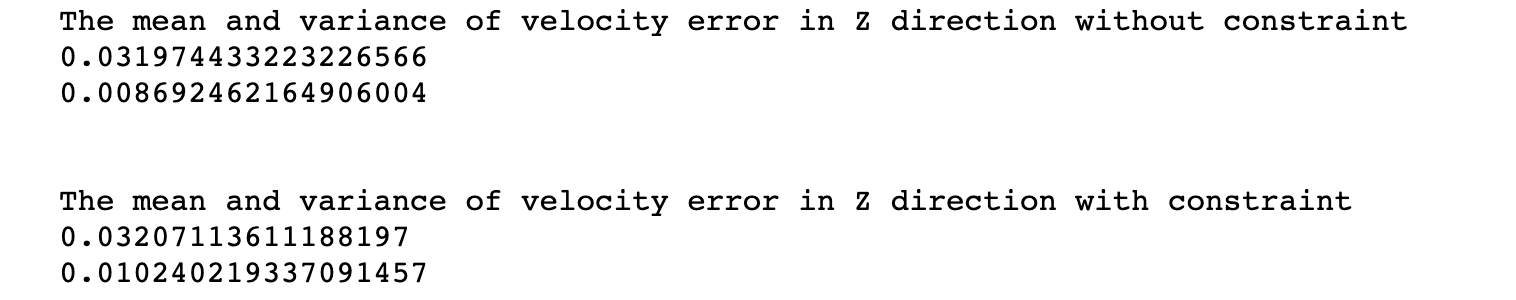 The mean and variance of velocity error in Z direction without constraint
0.031974433223226566
0.008692462164906004
The mean and variance of velocity error in Z direction with constraint
0.03207113611188197
0.010240219337091457